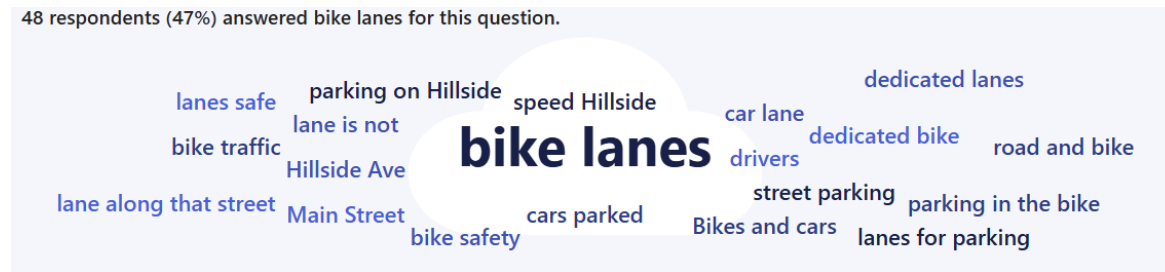 48 respondents (47%) answered bike lanes for this question.
dedicated lanes
parking on Hillside
lanes safe
speed Hillside
car lane
lane is not
dedicated bike
bike traffic
bike lanes
road and bike
drivers
Hillside Ave
street parking
lane along that street
parking in the bike
Main Street
cars parked
Bikes and cars
bike safety
lanes for parking